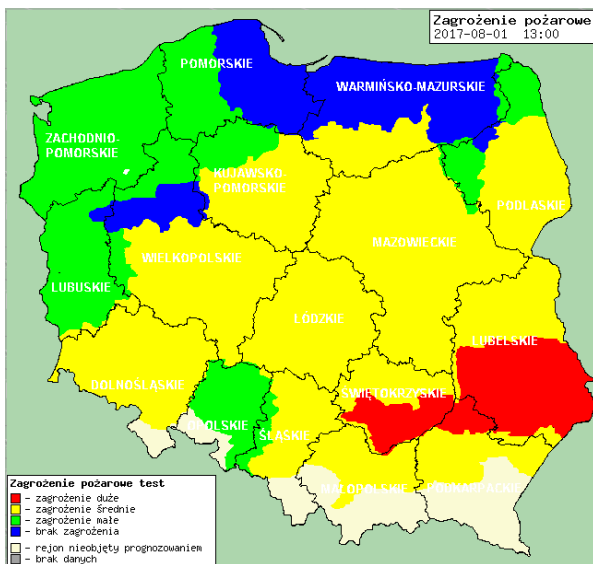 Zagrożenie pożarowe
2017-08-01 13:00
POMORSKIE
WARMIŃSKO-MAZURSKIE
ZACHODNIO-
POMORSKIE
KUJAWSKO-
POMORSKIE
PODLASKIE
MAZOWIECKIE
WIELKOPOLSKIE
LUBUSKIE
ŁÓDZKIE
LUBELSKIE
DOLNOŚLĄSKIE
ŚWIĘTOKRZYSKIE
OPOLSKIE
ŚLĄSKIE
MAŁOPOLSKIE
PODKARPACKIE
Zagrożenie pożarowe test
– zagrożenie duże
– zagrożenie średnie
– zagrożenie małe
– brak zagrożenia
– rejon nieobjęty prognozowaniem
– brak danych